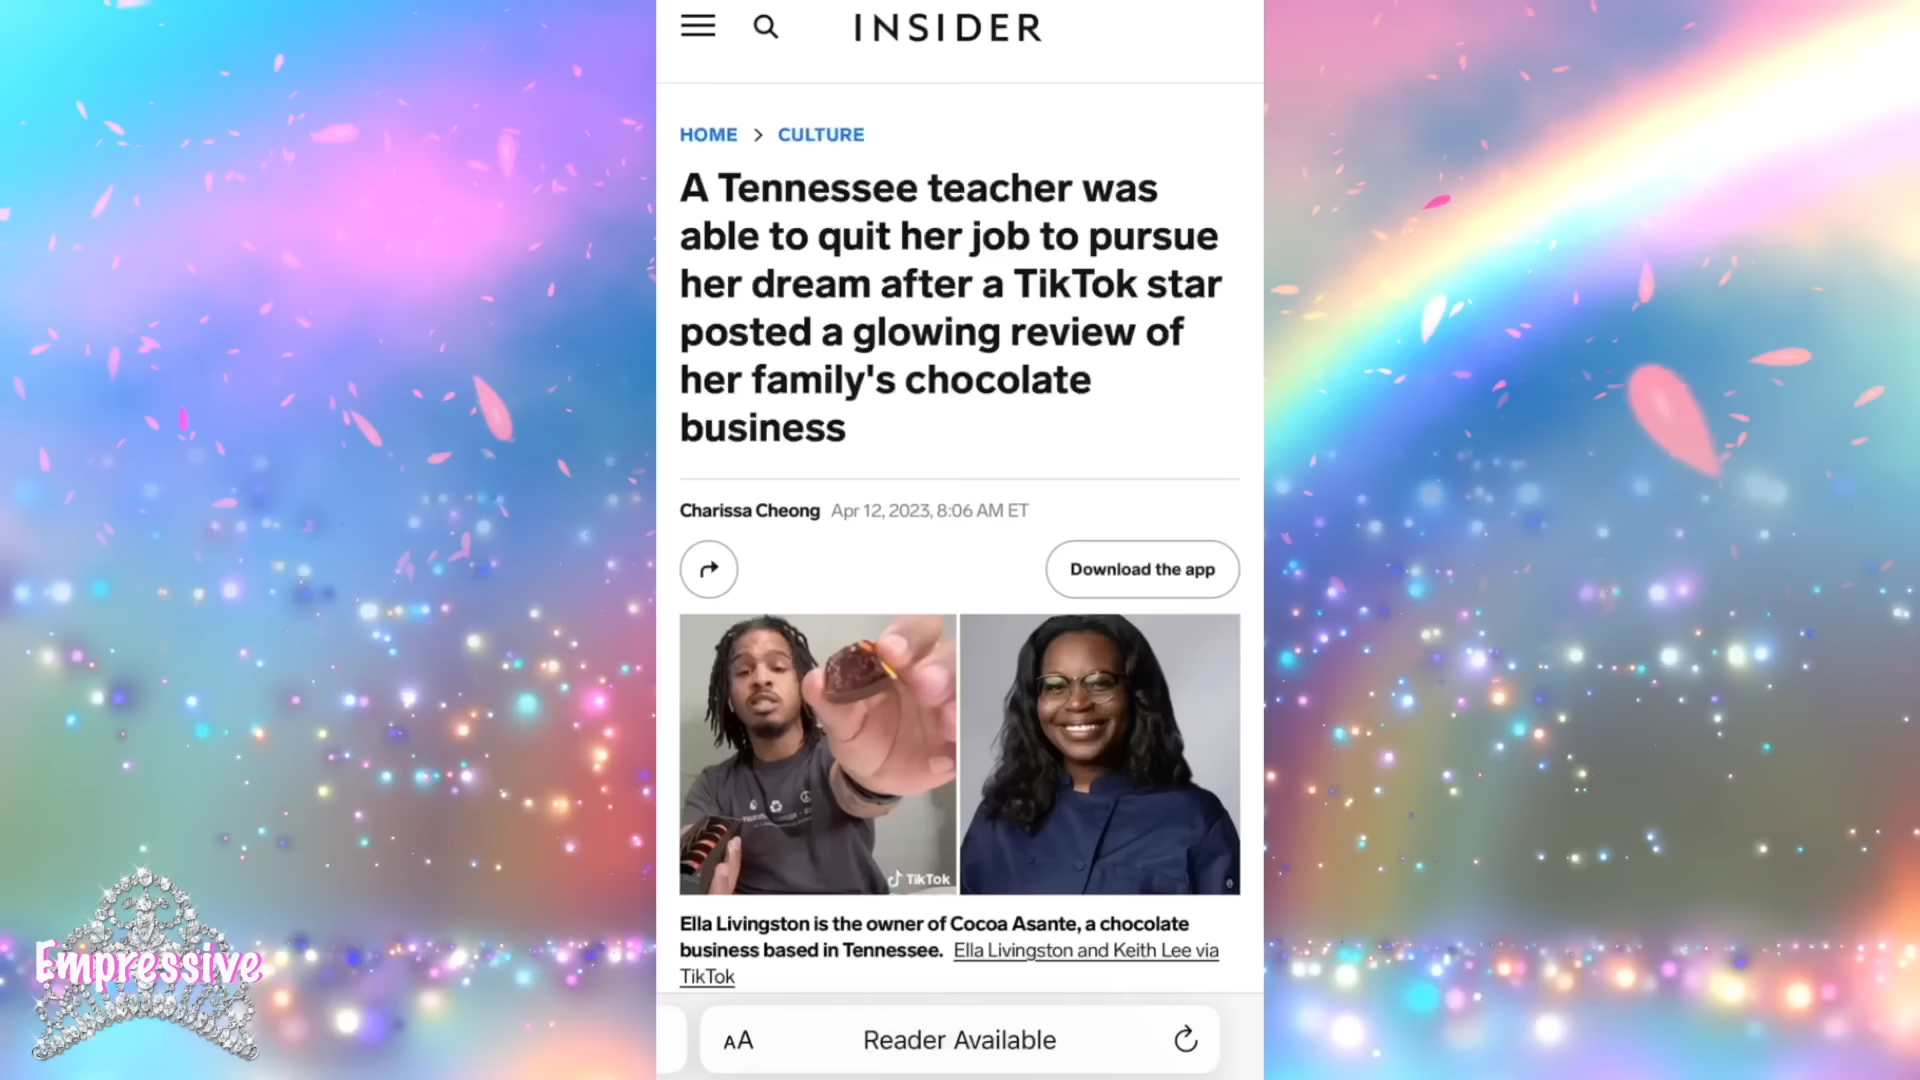 INSIDER
HOME > CULTURE
A Tennessee teacher was
able to quit her job to pursue
her dream after a TikTok star
posted a glowing review of
her family's chocolate
business
Charissa Cheong Apr 12, 2023, 8:06 AM ET
Download the app
TikTok
Ella Livingston is the owner of Cocoa Asante, a chocolate
business based in Tennessee. Ella Livingston and Keith Lee via
TikTok
Empressive
AA Reader Available